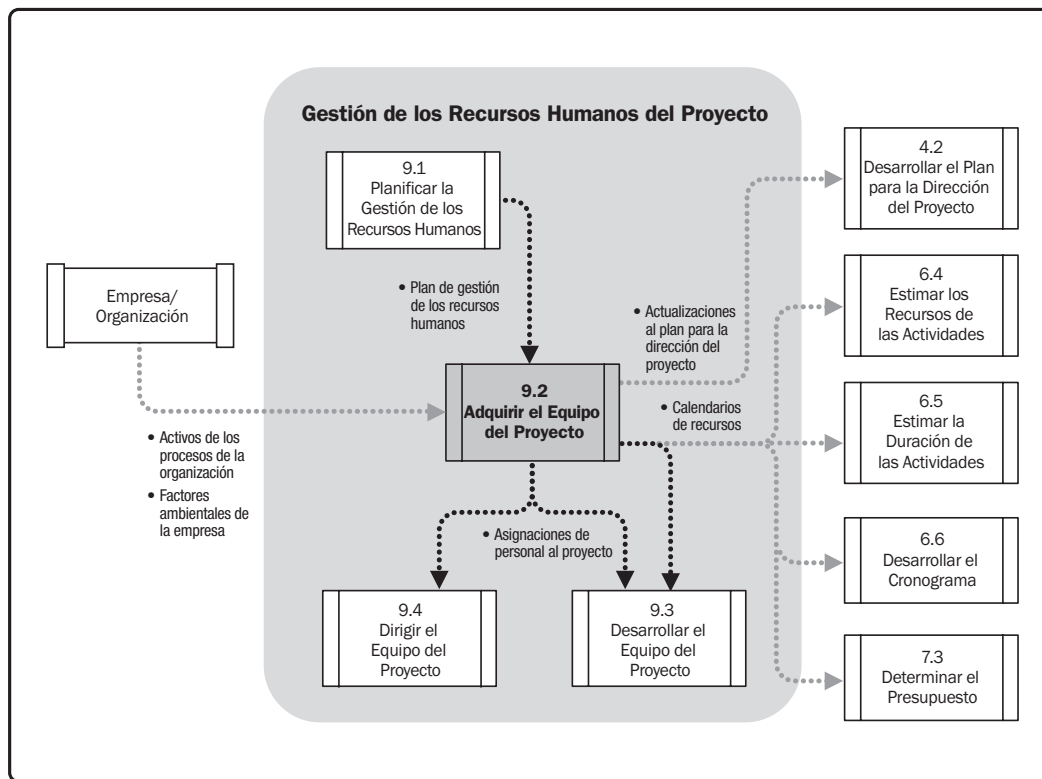 Gestión de los Recursos Humanos del Proyecto
9.1
Planificar la
Gestión de los
Recursos Humanos
4.2
Desarrollar el Plan
para la Dirección
del Proyecto
Empresa/
Organización
• Plan de gestión
de los recursos
humanos
• Actualizaciones
al plan para la
dirección del
proyecto
6.4
Estimar los
Recursos de
las Actividades
9.2
Adquirir el Equipo
del Proyecto
• Calendarios
de recursos
6.5
Estimar la
Duración de
las Actividades
• Activos de los
procesos de la
organización
• Factores
ambientales de
la empresa
• Asignaciones de
personal al proyecto
6.6
Desarrollar el
Cronograma
9.4
Dirigir el
Equipo del
Proyecto
9.3
Desarrollar el
Equipo del
Proyecto
7.3
Determinar el
Presupuesto